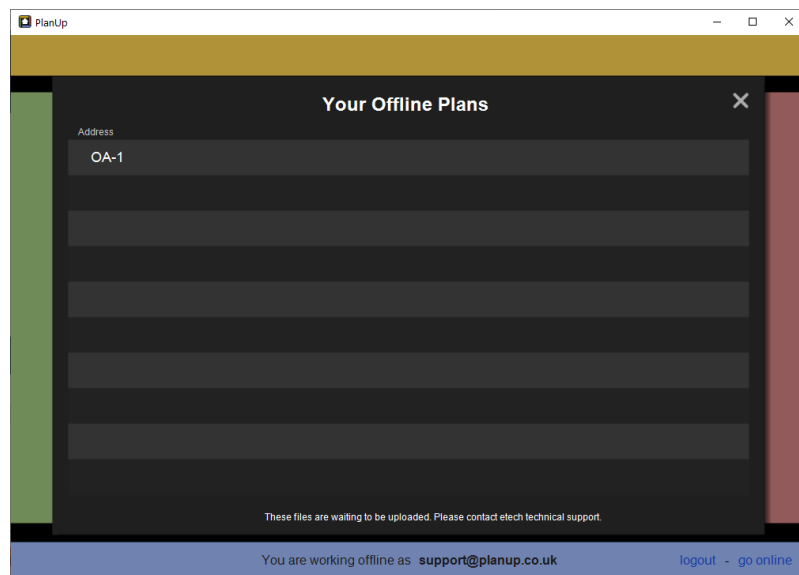 PlanUp
Your Offline Plans
Address
OA-1
These files are waiting to be uploaded. Please contact etech technical support.
You are working offline as support@planup.co.uk logout - go online